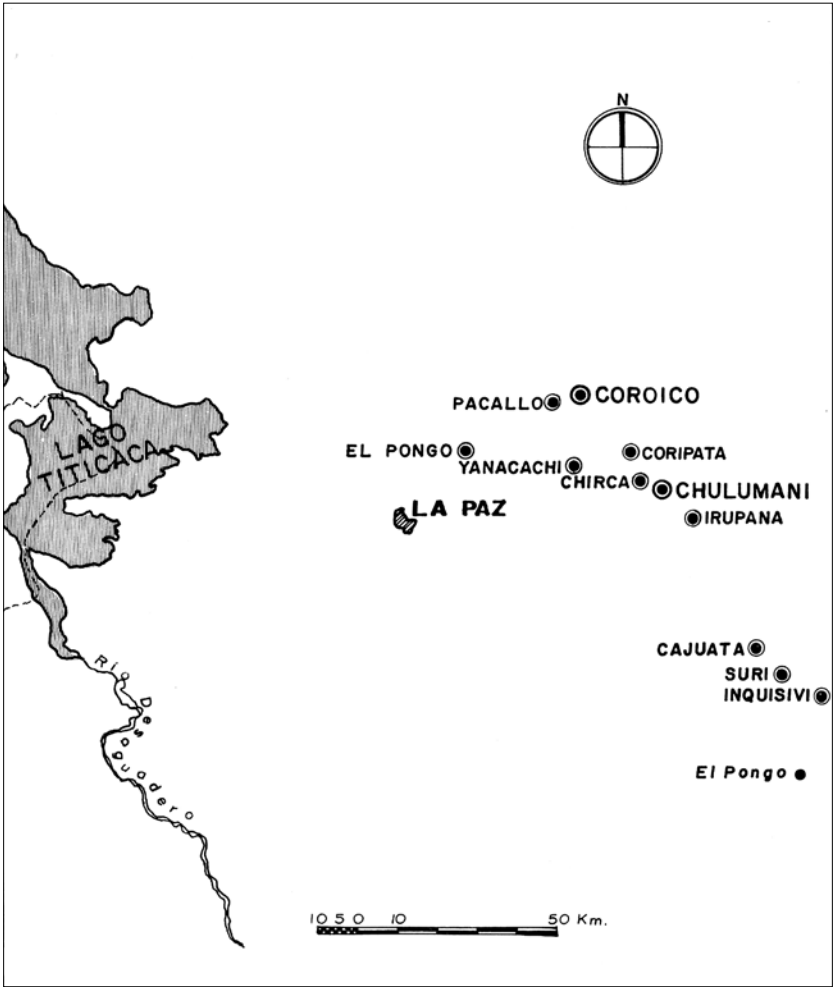 N
COROICO
PACALLO
LAGO
TITICACA
EL PONGO
CORIPATA
YANACACHI
CHIRCA
CHULUMANI
LA PAZ
IRUPANA
CAJUATA
SURI
INQUISIVI
Río Desaguadero
El Pongo
10 5 0 10 50 Km.